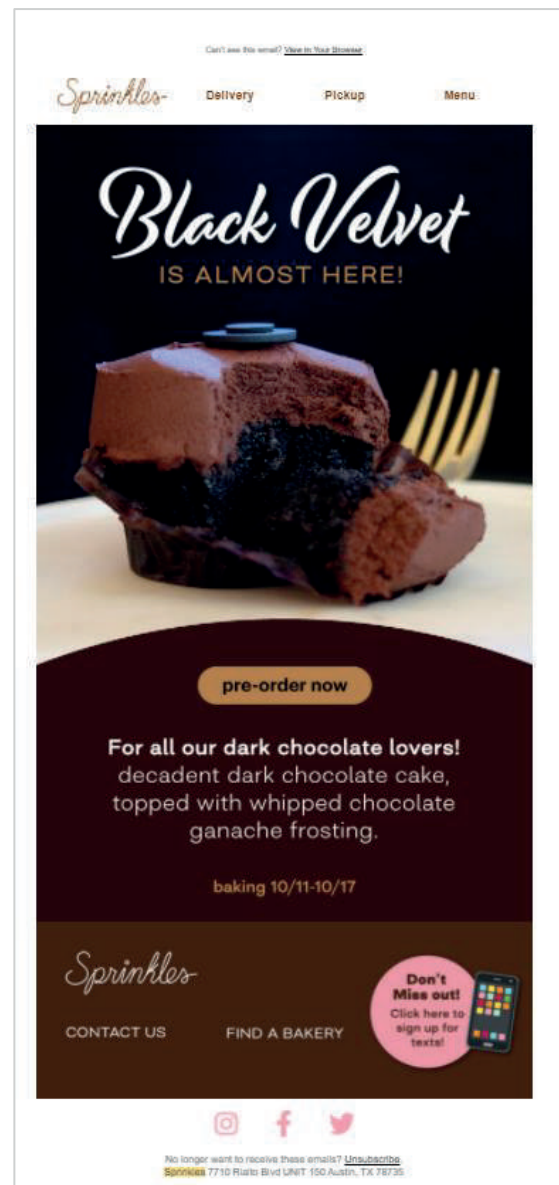 Can't see this email? View in Your Browser
Sprinkles
Delivery
Pickup
Menu
Black Velvet
IS ALMOST HERE!
pre-order now
For all our dark chocolate lovers!
decadent dark chocolate cake,
topped with whipped chocolate
ganache frosting.
baking 10/11-10/17
Sprinkles
CONTACT US
FIND A BAKERY
Don't
Miss out!
Click here to
sign up for
texts!
No longer want to receive these emails? Unsubscribe.
Sprinkles 7710 Rialto Blvd UNIT 150 Austin, TX 78735